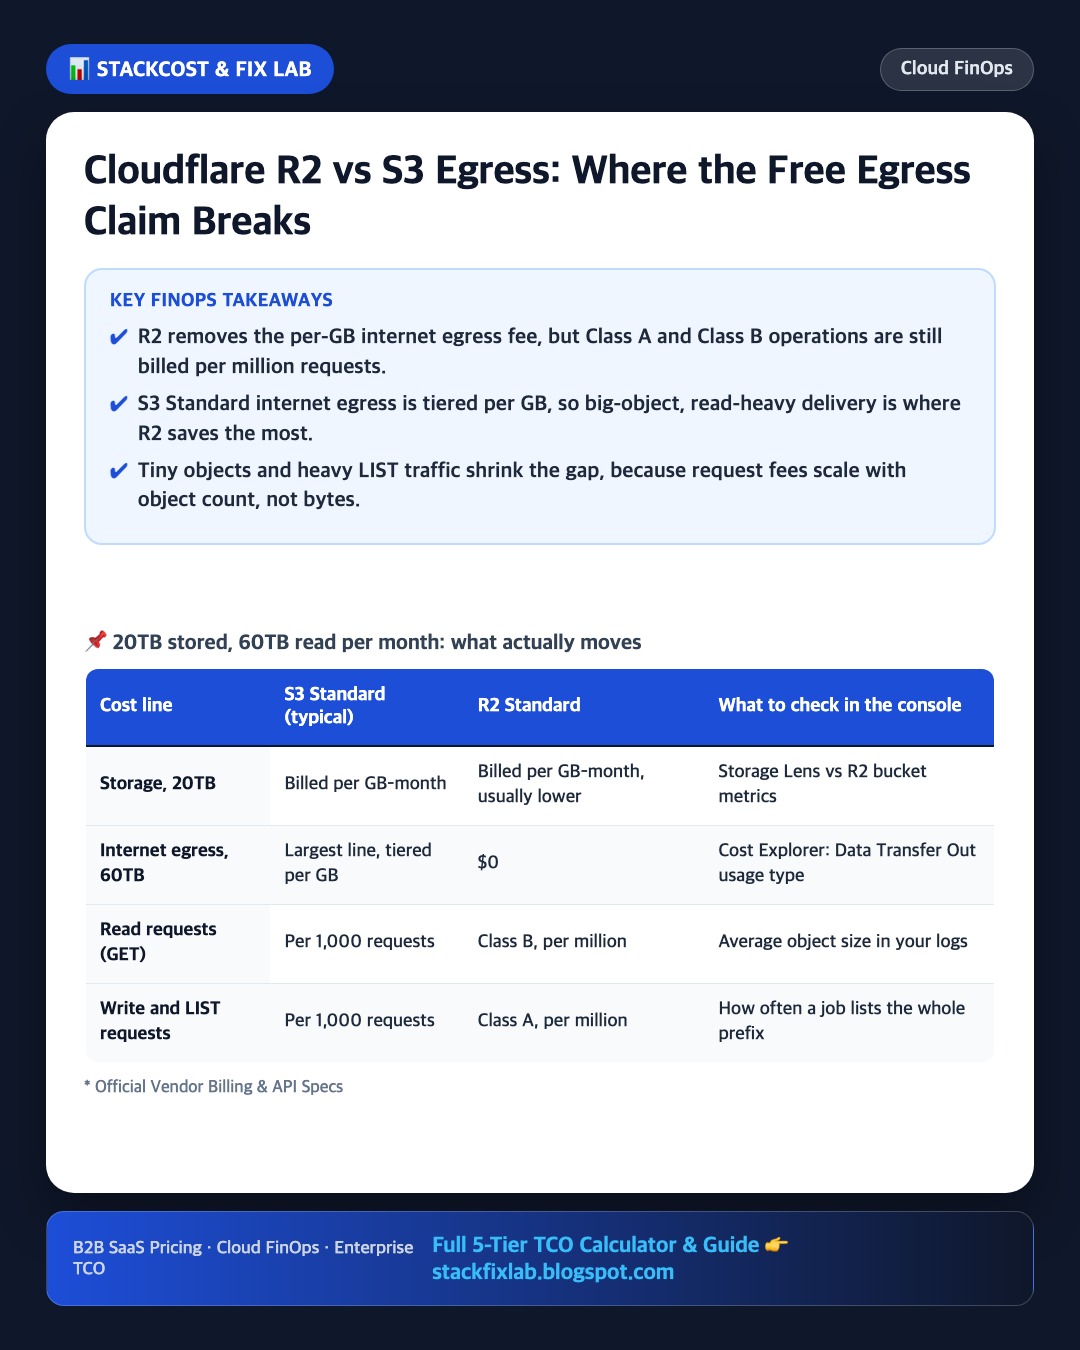 📊 STACKCOST & FIX LAB
Cloud FinOps
Cloudflare R2 vs S3 Egress: Where the Free Egress
Claim Breaks
KEY FINOPS TAKEAWAYS
✔ R2 removes the per-GB internet egress fee, but Class A and Class B operations are still
billed per million requests.
✔ S3 Standard internet egress is tiered per GB, so big-object, read-heavy delivery is where
R2 saves the most.
✔ Tiny objects and heavy LIST traffic shrink the gap, because request fees scale with
object count, not bytes.
📌 20TB stored, 60TB read per month: what actually moves
Cost line
S3 Standard
(typical)
R2 Standard
What to check in the console
Storage, 20TB
Billed per GB-month
Billed per GB-month,
usually lower
Storage Lens vs R2 bucket
metrics
Internet egress,
60TB
Largest line, tiered
per GB
$0
Cost Explorer: Data Transfer Out
usage type
Read requests
(GET)
Per 1,000 requests
Class B, per million
Average object size in your logs
Write and LIST
requests
Per 1,000 requests
Class A, per million
How often a job lists the whole
prefix
* Official Vendor Billing & API Specs
B2B SaaS Pricing · Cloud FinOps · Enterprise
TCO
Full 5-Tier TCO Calculator & Guide 👉
stackfixlab.blogspot.com